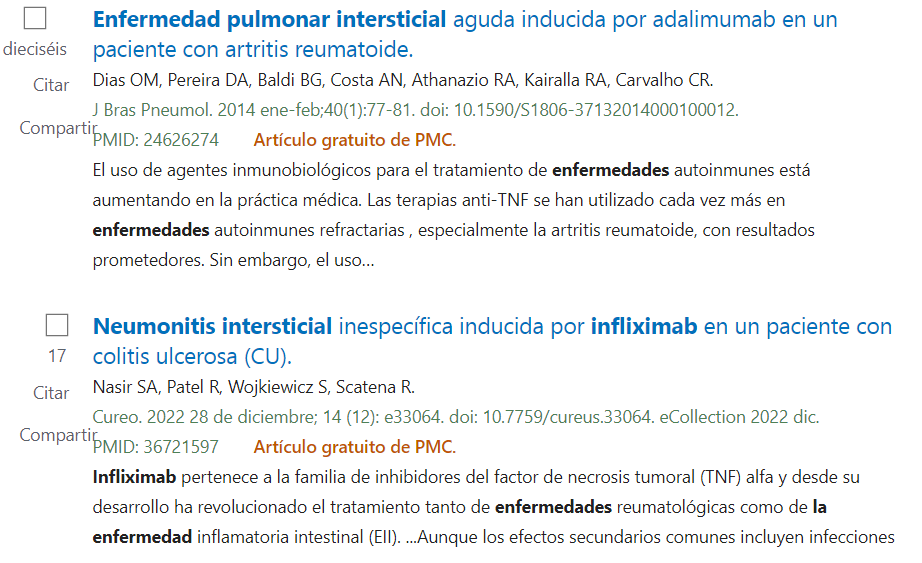 Enfermedad pulmonar intersticial aguda inducida por adalimumab en un
dieciséis
paciente con artritis reumatoide.
Citar
Dias OM, Pereira DA, Baldi BG, Costa AN, Athanazio RA, Kairalla RA, Carvalho CR.
J Bras Pneumol. 2014 ene-feb;40(1):77-81. doi: 10.1590/S1806-37132014000100012.
Compartir
PMID: 24626274 Artículo gratuito de PMC.
El uso de agentes inmunobiológicos para el tratamiento de enfermedades autoinmunes está
aumentando en la práctica médica. Las terapias anti-TNF se han utilizado cada vez más en
enfermedades autoinmunes refractarias , especialmente la artritis reumatoide, con resultados
prometedores. Sin embargo, el uso...
Neumonitis intersticial inespecífica inducida por infliximab en un paciente con
17
colitis ulcerosa (CU).
Citar
Nasir SA, Patel R, Wojkiewicz S, Scatena R.
Cureo. 2022 28 de diciembre; 14 (12): e33064. doi: 10.7759/cureus.33064. eCollection 2022 dic.
Compartir
PMID: 36721597 Artículo gratuito de PMC.
Infliximab pertenece a la familia de inhibidores del factor de necrosis tumoral (TNF) alfa y desde su
desarrollo ha revolucionado el tratamiento tanto de enfermedades reumatológicas como de la
enfermedad inflamatoria intestinal (EII). ...Aunque los efectos secundarios comunes incluyen infecciones